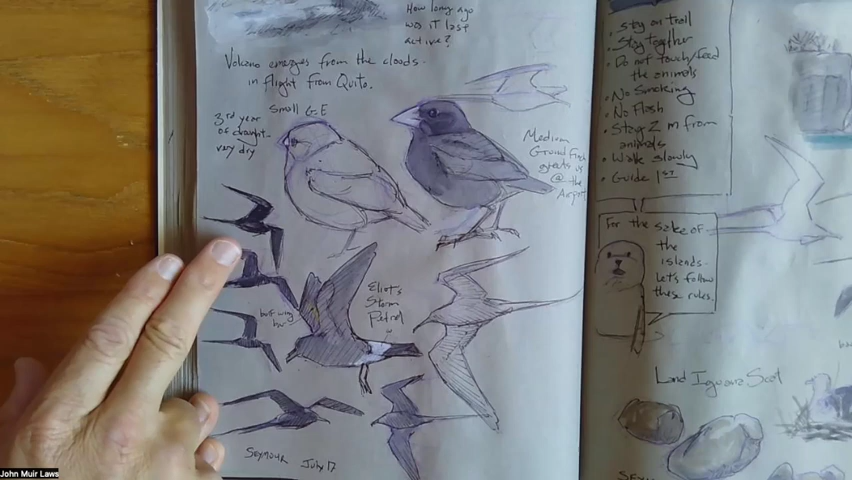 How long ago
was it last
active?
Volcano emerges from the clouds.
in flight from Quito.
Small G.F
3rd year
of drought-
very dry
Medium
Ground Finch
greets us
@ the
Airport
Eliot's
Storm
Petrel
Seymour July 17
• Stay on trail
• Stay together
• Do not touch/feed
the animals
• No Smoking
• No Flash
• Stay 2 m from
animals
• Walk slowly
• Guide 1st
For the sake of
the
islands-
Let's follow
these rules.
Land Iguana Scat
John Muir Laws